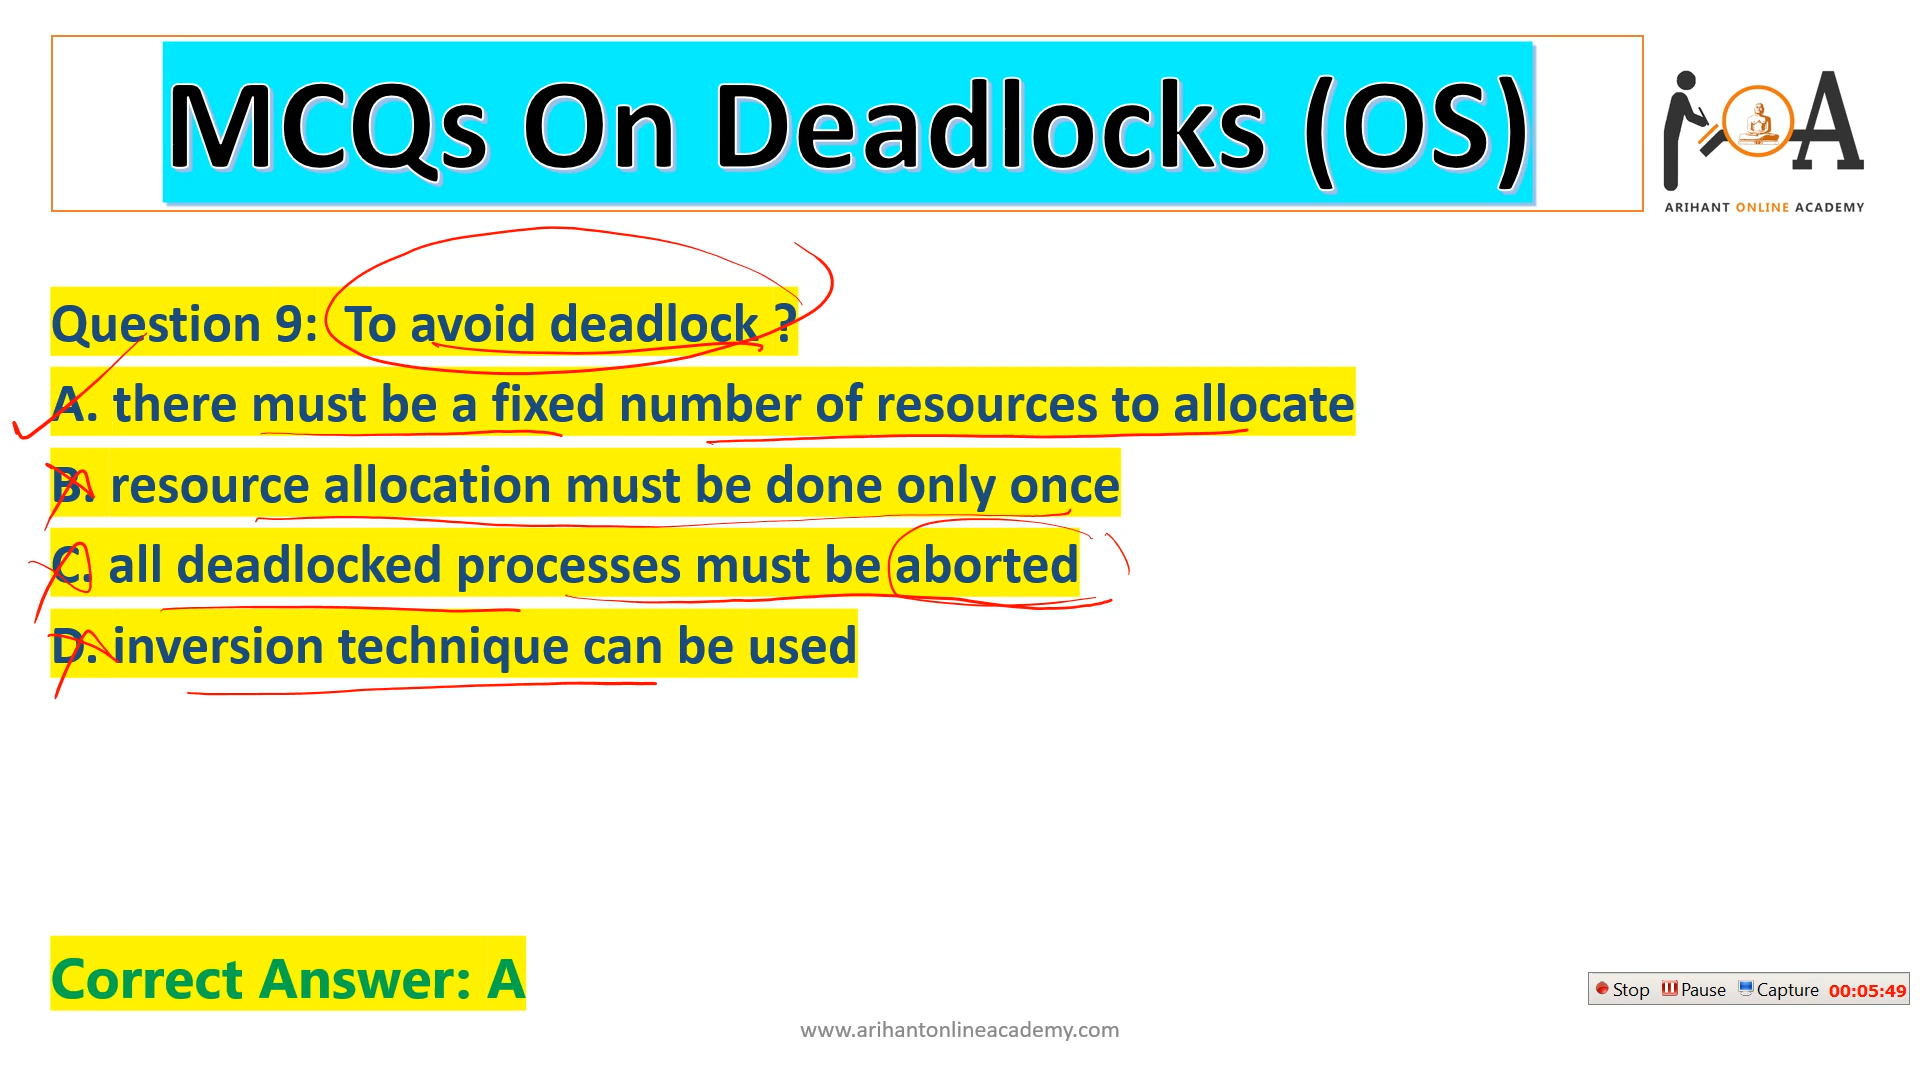 MCQs On Deadlocks (OS)
ARIHANT ONLINE ACADEMY
Question 9: To avoid deadlock ?
A. there must be a fixed number of resources to allocate
B. resource allocation must be done only once
C. all deadlocked processes must be aborted
D. inversion technique can be used
Correct Answer: A
Stop Pause Capture 00:05:49
www.arihantonlineacademy.com